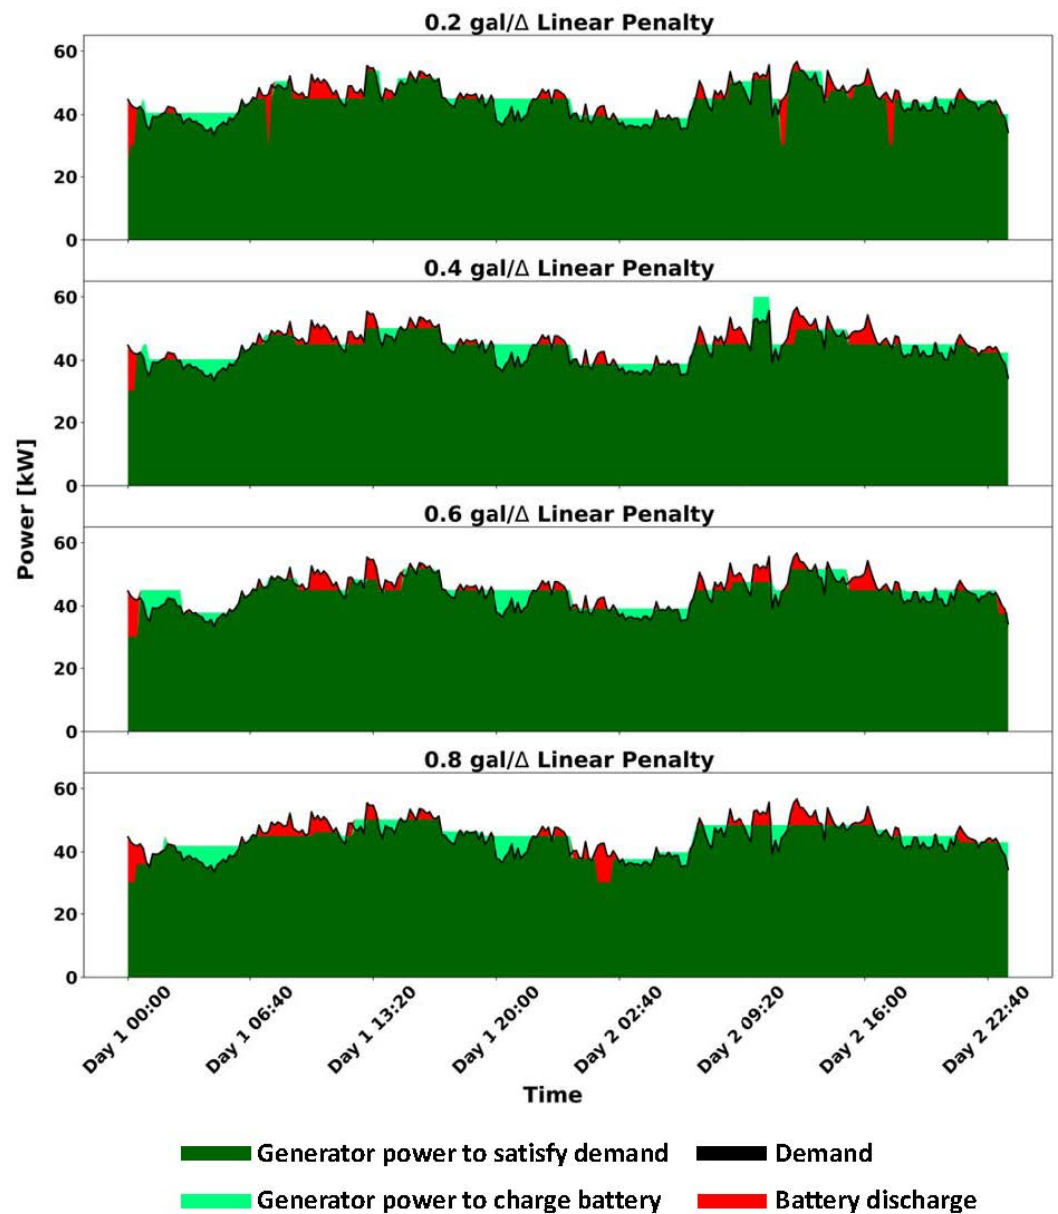 0.2 gal/Δ Linear Penalty
60
40
20
0
0.4 gal/Δ Linear Penalty
60
40
20
0
0.6 gal/Δ Linear Penalty
60
40
20
0
0.8 gal/Δ Linear Penalty
60
40
20
0
Power [kW]
Day 1 00:00
Day 1 06:40
Day 1 13:20
Day 1 20:00
Day 2 02:40
Day 2 09:20
Day 2 16:00
Day 2 22:40
Time
Generator power to satisfy demand
Demand
Generator power to charge battery
Battery discharge